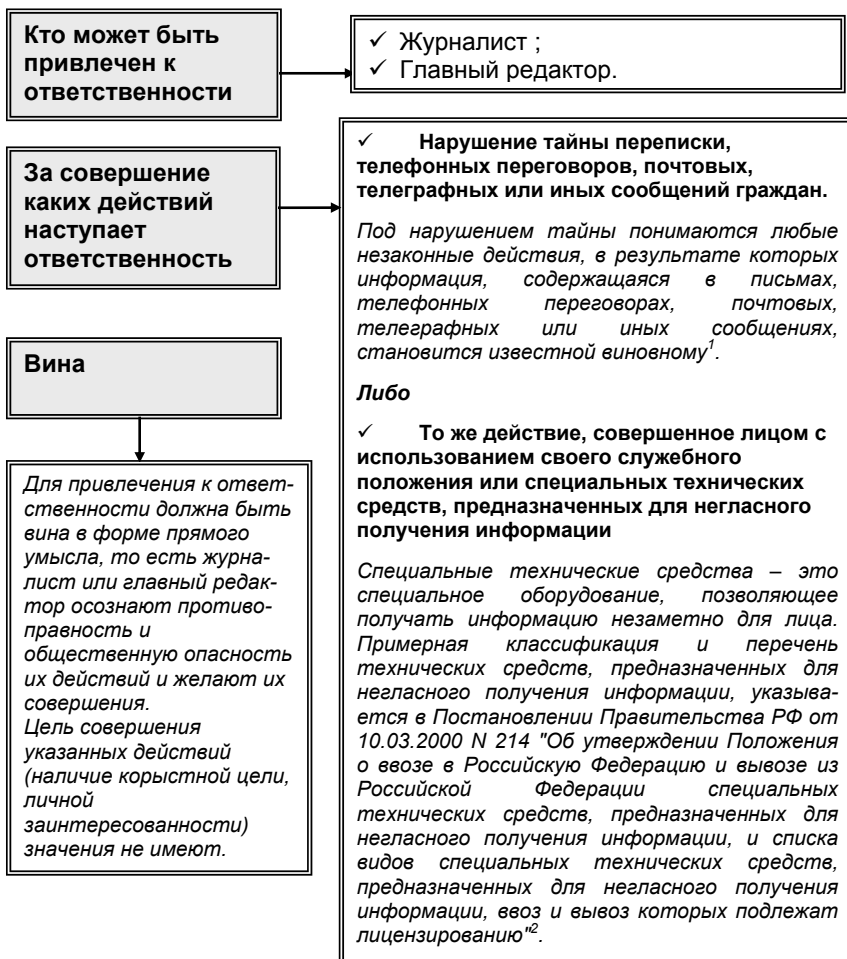 Кто может быть
привлечен к
ответственности
✓ Журналист ;
✓ Главный редактор.
За совершение
каких действий
наступает
ответственность
✓ Нарушение тайны переписки,
телефонных переговоров, почтовых,
телеграфных или иных сообщений граждан.
Под нарушением тайны понимаются любые
незаконные действия, в результате которых
информация, содержащаяся в письмах,
телефонных переговорах, почтовых,
телеграфных или иных сообщениях,
становится известной виновному¹.
Либо
✓ То же действие, совершенное лицом с
использованием своего служебного
положения или специальных технических
средств, предназначенных для негласного
получения информации
Специальные технические средства – это
специальное оборудование, позволяющее
получать информацию незаметно для лица.
Примерная классификация и перечень
технических средств, предназначенных для
негласного получения информации, указыва-
ется в Постановлении Правительства РФ от
10.03.2000 N 214 "Об утверждении Положения
о ввозе в Российскую Федерацию и вывозе из
Российской Федерации специальных
технических средств, предназначенных для
негласного получения информации, и списка
видов специальных технических средств,
предназначенных для негласного получения
информации, ввоз и вывоз которых подлежат
лицензированию"².
Вина
Для привлечения к ответ-
ственности должна быть
вина в форме прямого
умысла, то есть журна-
лист или главный редак-
тор осознают противо-
правность и
общественную опасность
их действий и желают их
совершения.
Цель совершения
указанных действий
(наличие корыстной цели,
личной
заинтересованности)
значения не имеют.